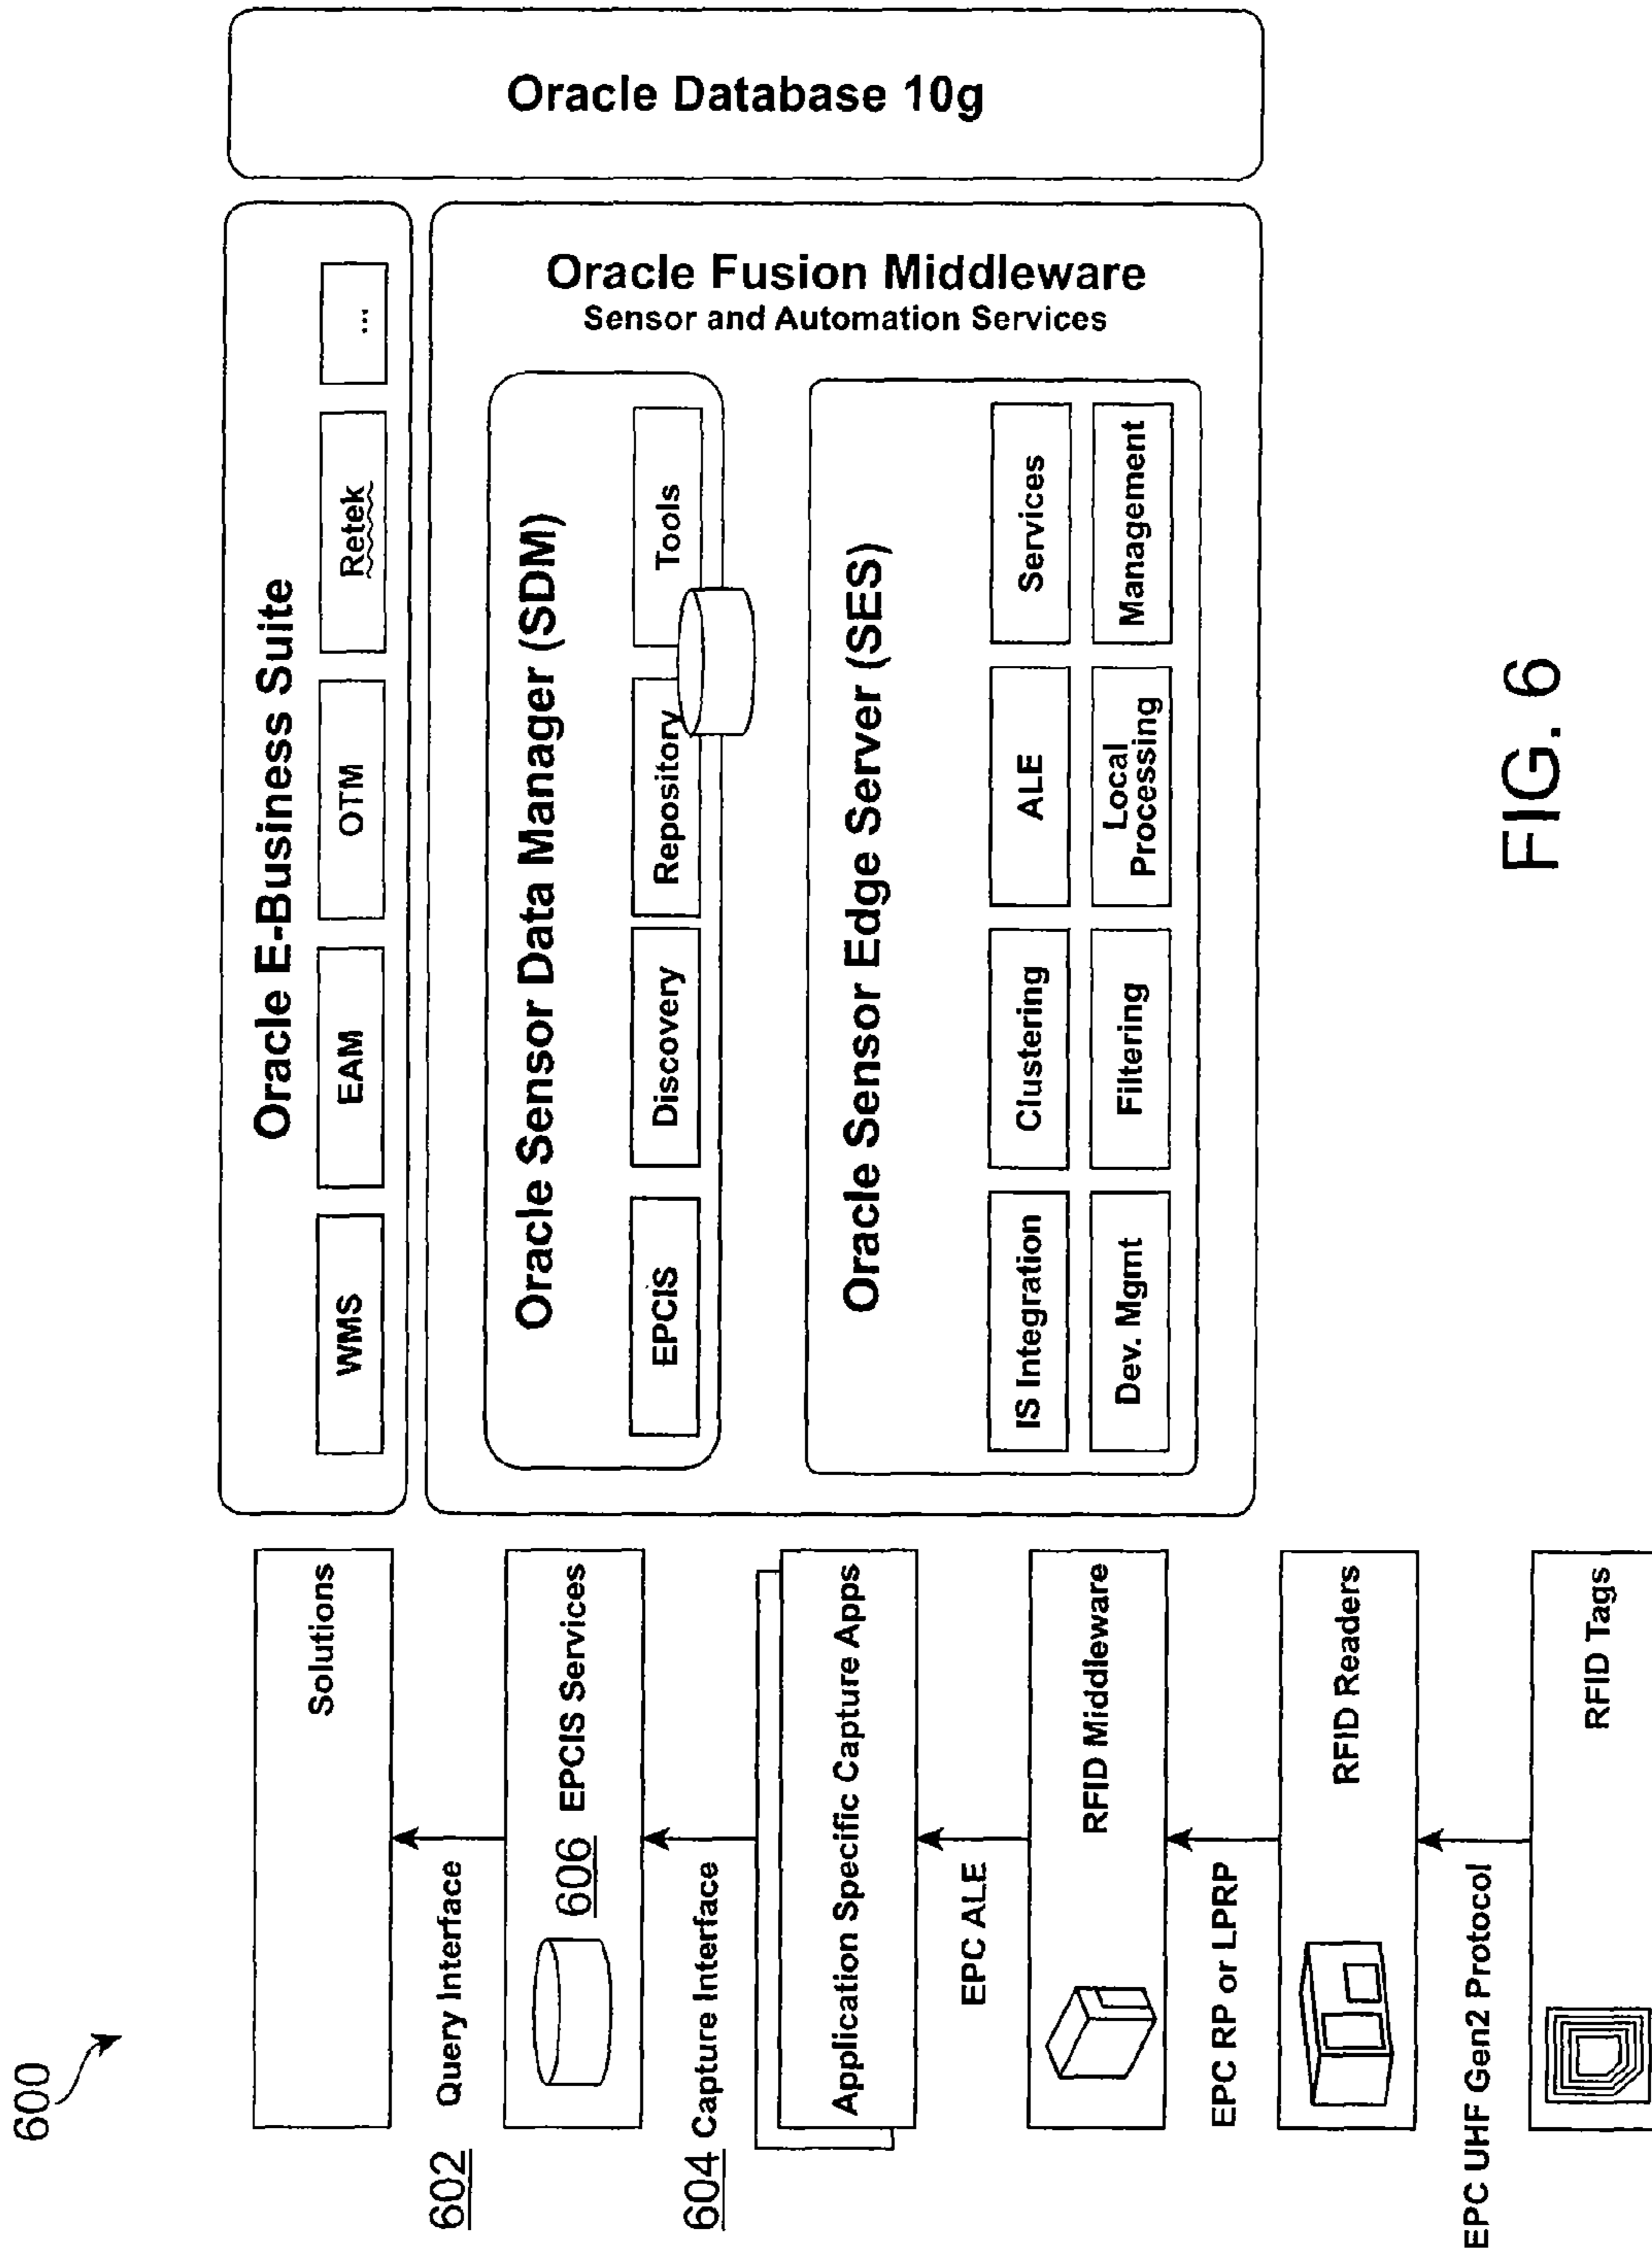 600
Solutions
602 Query Interface
606 EPCIS Services
604 Capture Interface
Application Specific Capture Apps
EPC ALE
RFID Middleware
EPC RP or LPRP
RFID Readers
EPC UHF Gen2 Protocol
RFID Tags
Oracle E-Business Suite
WMS
EAM
OTM
Retek
...
Oracle Fusion Middleware
Sensor and Automation Services
Oracle Sensor Data Manager (SDM)
EPCIS
Discovery
Repository
Tools
Oracle Sensor Edge Server (SES)
IS Integration
Clustering
ALE
Services
Dev. Mgmt
Filtering
Local
Processing
Management
Oracle Database 10g
FIG. 6